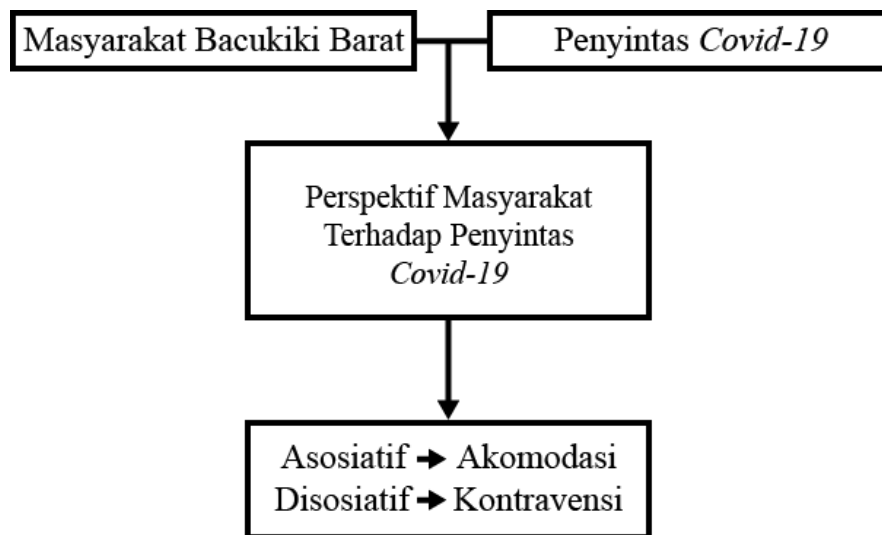 Masyarakat Bacukiki Barat
Penyintas Covid-19
Perspektif Masyarakat
Terhadap Penyintas
Covid-19
Asosiatif → Akomodasi
Disosiatif → Kontravensi